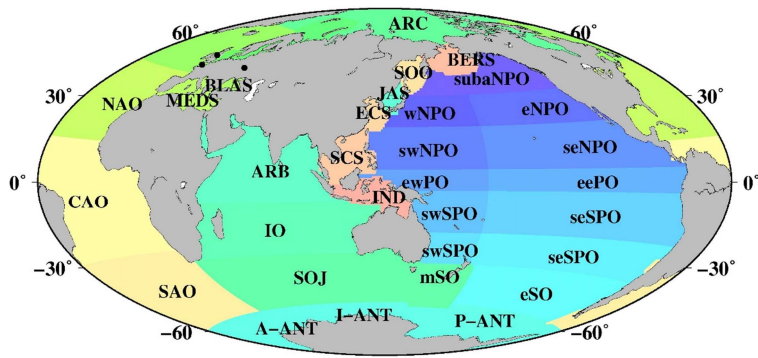 60°
ARC
60°
BERS
SOO
subaNPO
BLAS
JAS
30°
NAO
MEDS
30°
ECS
wNPO
eNPO
SCS
swNPO
seNPO
ARB
0°
ewPO
eePO
0°
CAO
IND
swSPO
seSPO
IO
swSPO
seSPO
−30°
SOJ
mSO
−30°
SAO
eSO
I−ANT
P−ANT
−60°
A−ANT
−60°